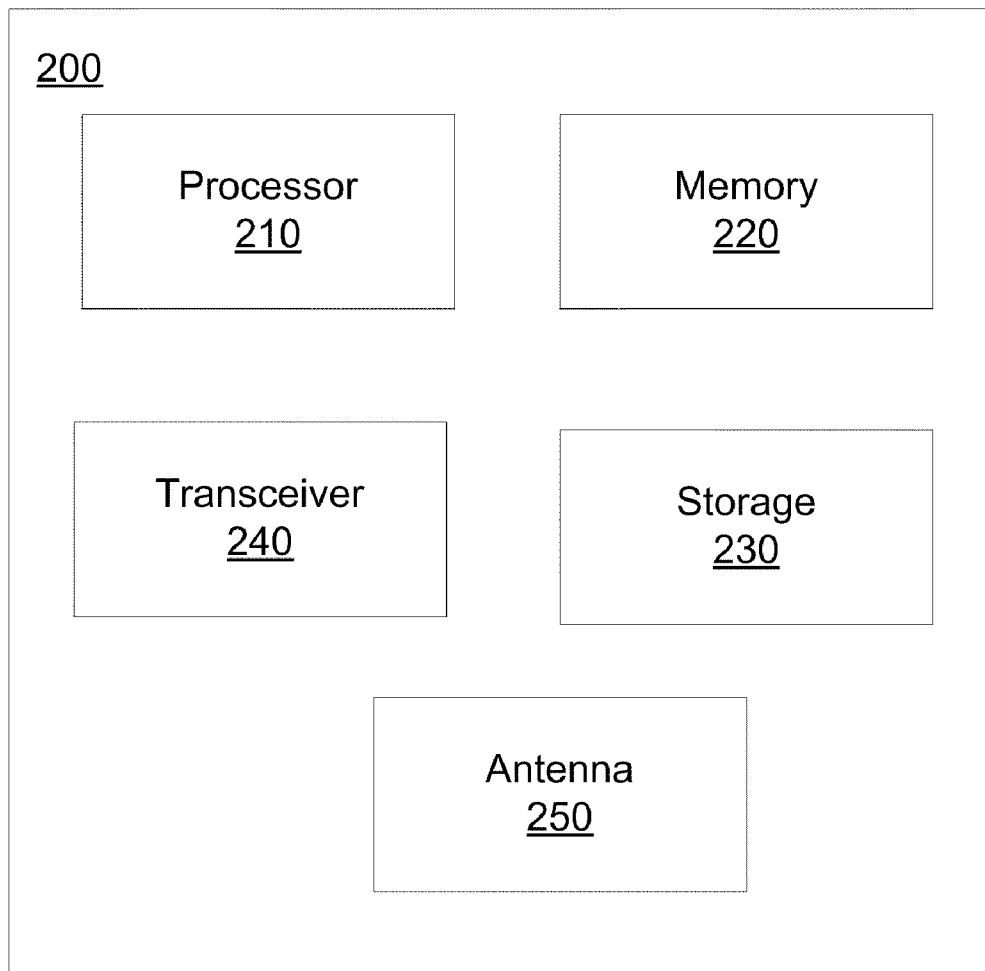 200
Processor
210
Memory
220
Transceiver
240
Storage
230
Antenna
250